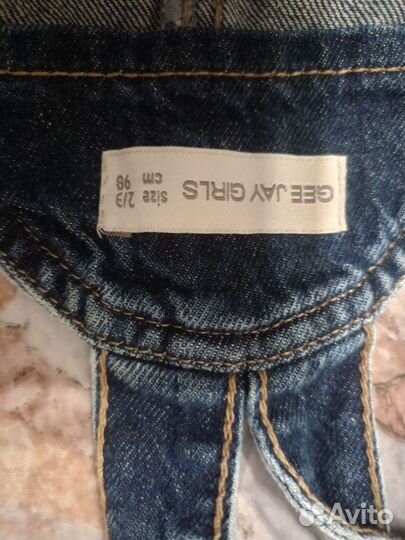 GEE JAY GIRLS
size 2/3
cm 98
Avito